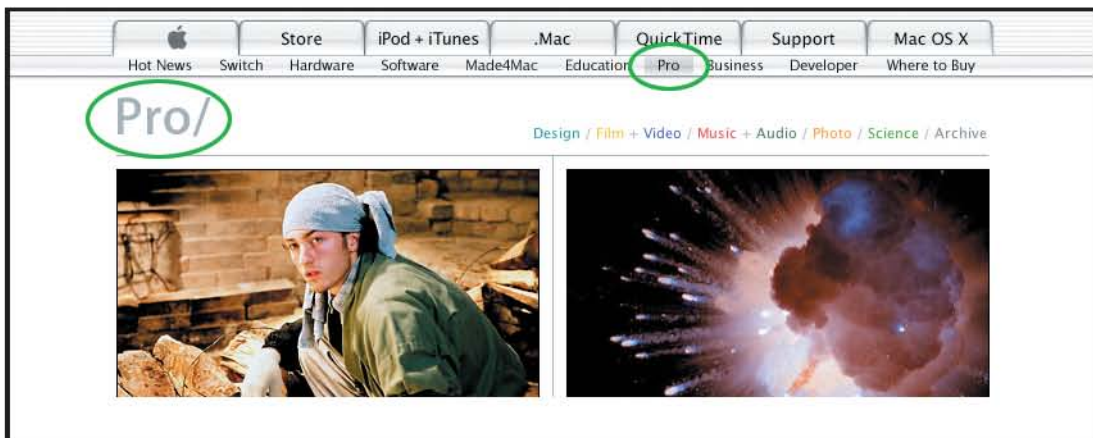 Store iPod + iTunes .Mac QuickTime Support Mac OS X
Hot News Switch Hardware Software Made4Mac Education Pro Business Developer Where to Buy
Pro/
Design / Film + Video / Music + Audio / Photo / Science / Archive